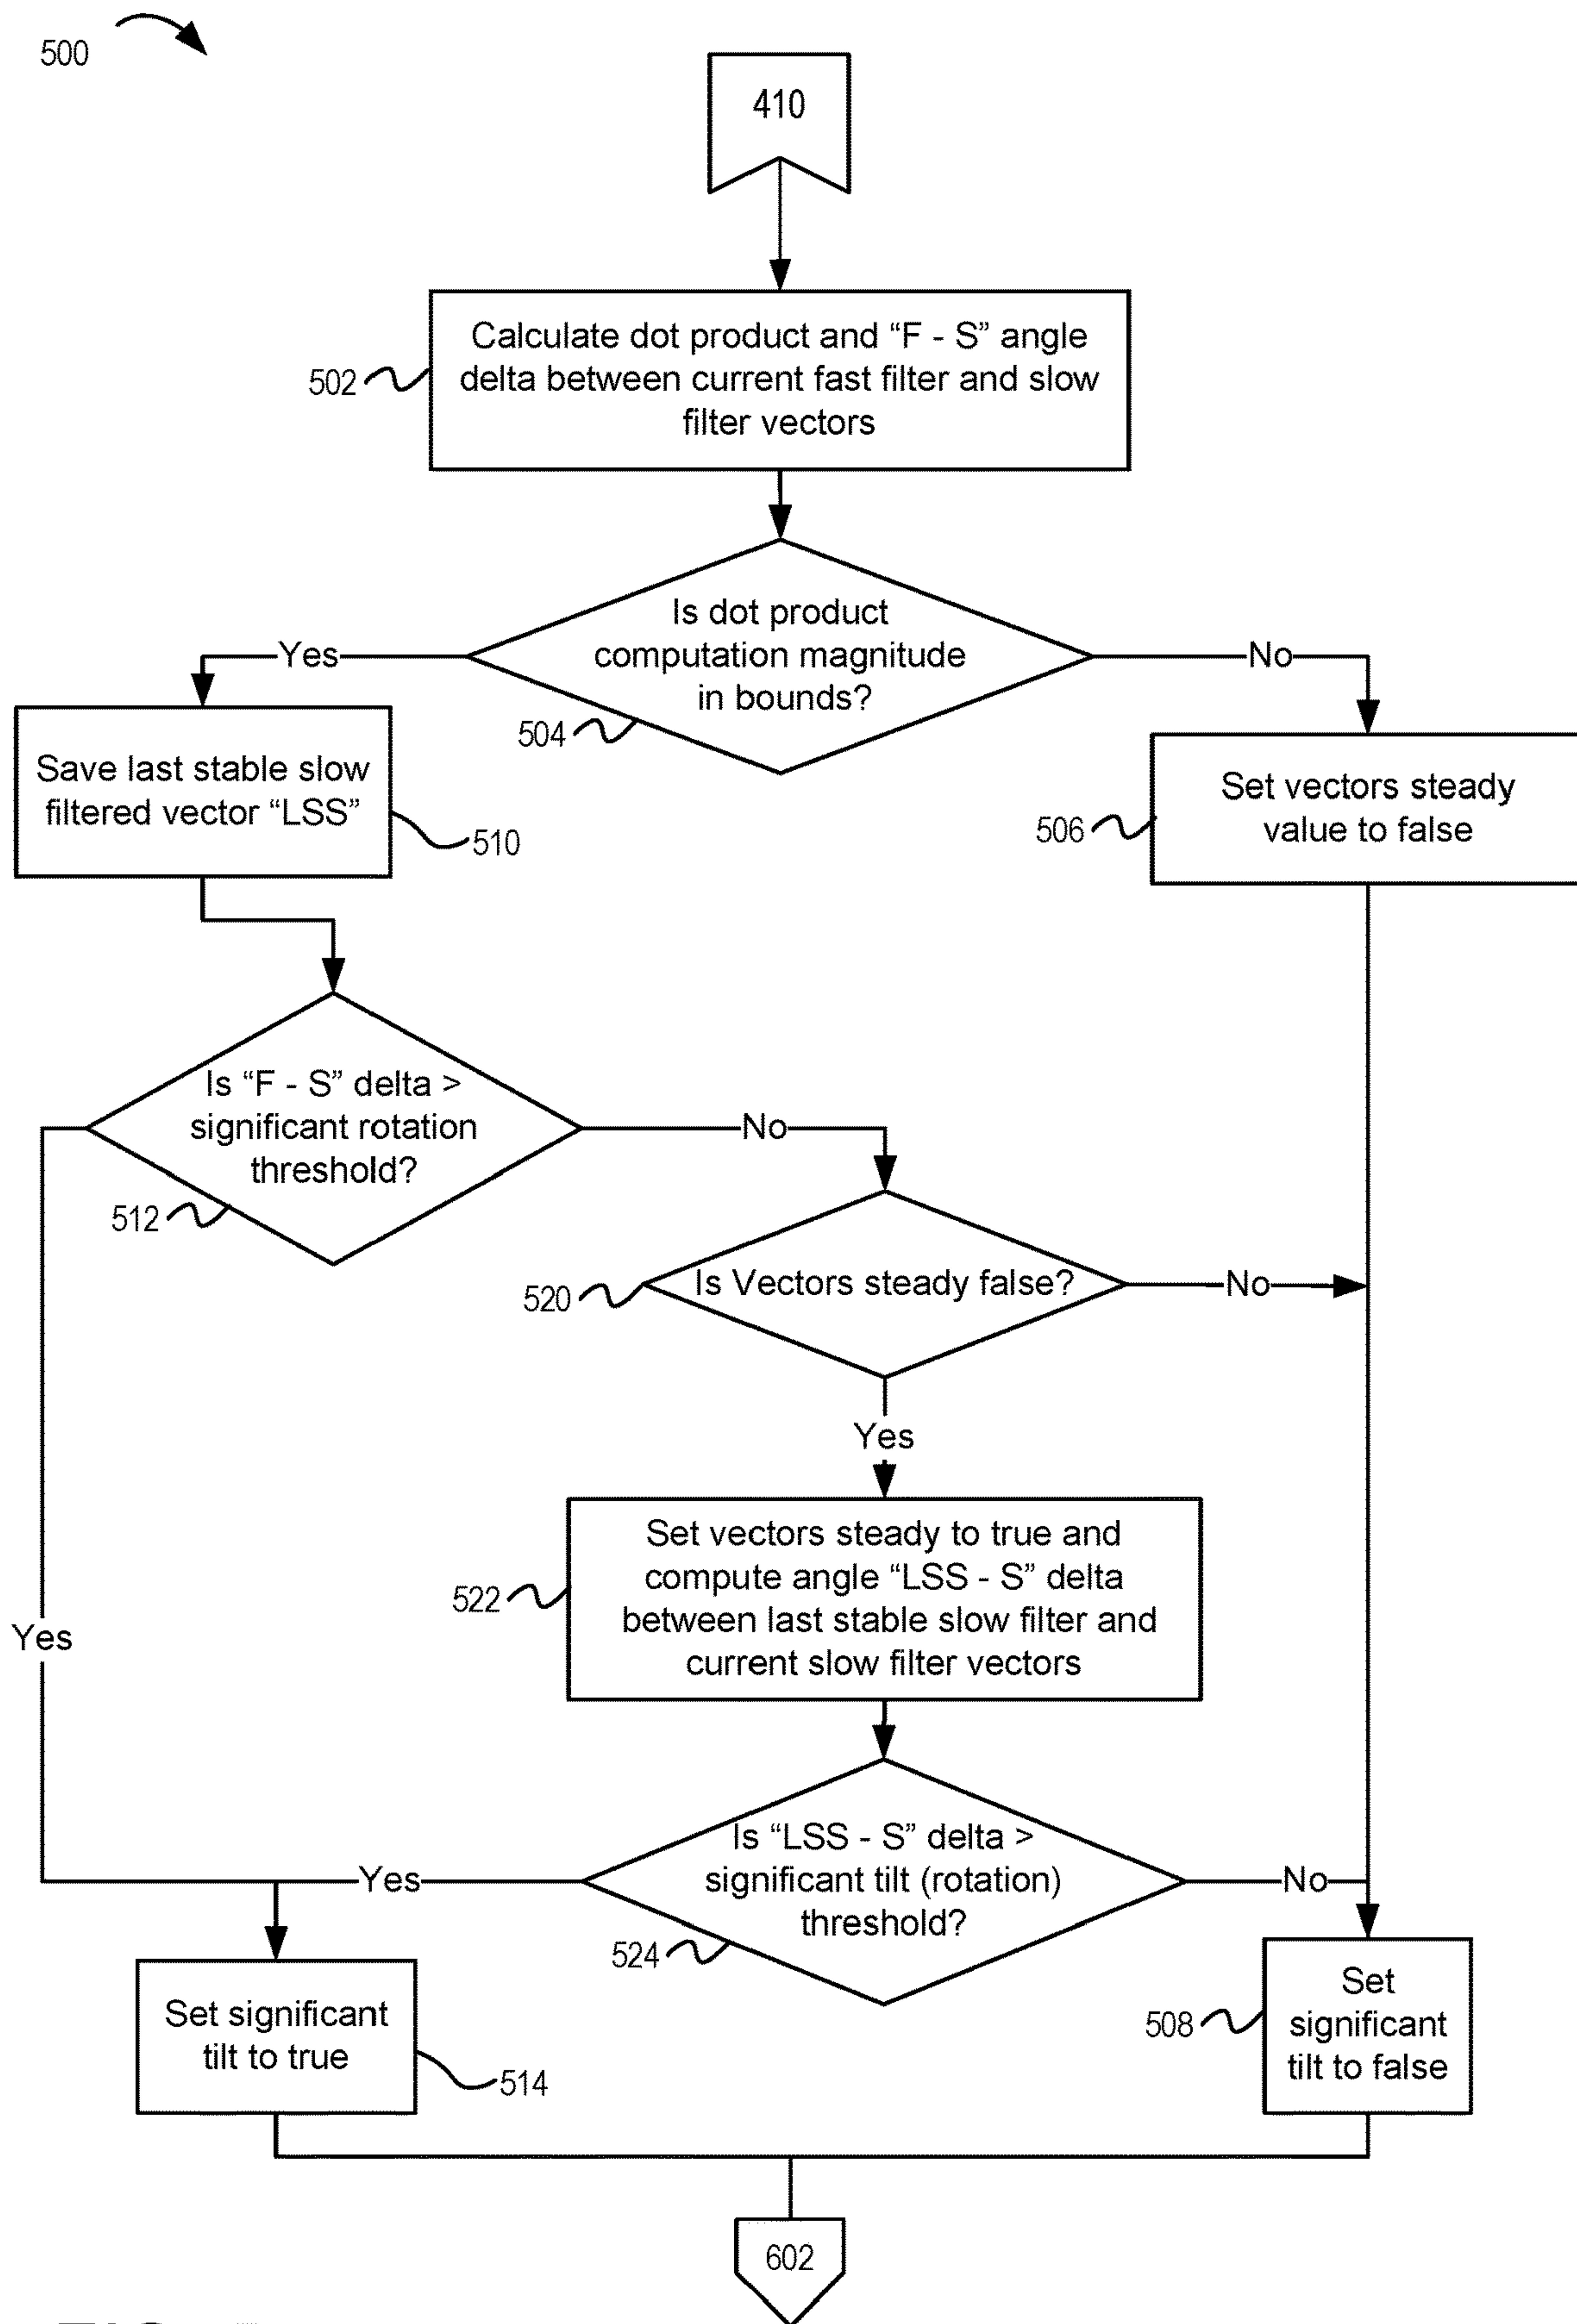 500
410
Calculate dot product and “F - S” angle
delta between current fast filter and slow
filter vectors
502
Is dot product
computation magnitude
in bounds?
504
Yes
No
Save last stable slow
filtered vector “LSS”
510
Set vectors steady
value to false
506
Is “F - S” delta >
significant rotation
threshold?
512
No
Is Vectors steady false?
520
No
Yes
Set vectors steady to true and
compute angle “LSS - S” delta
between last stable slow filter and
current slow filter vectors
522
Yes
Is “LSS - S” delta >
significant tilt (rotation)
threshold?
524
Yes
No
Set significant
tilt to true
514
Set
significant
tilt to false
508
602